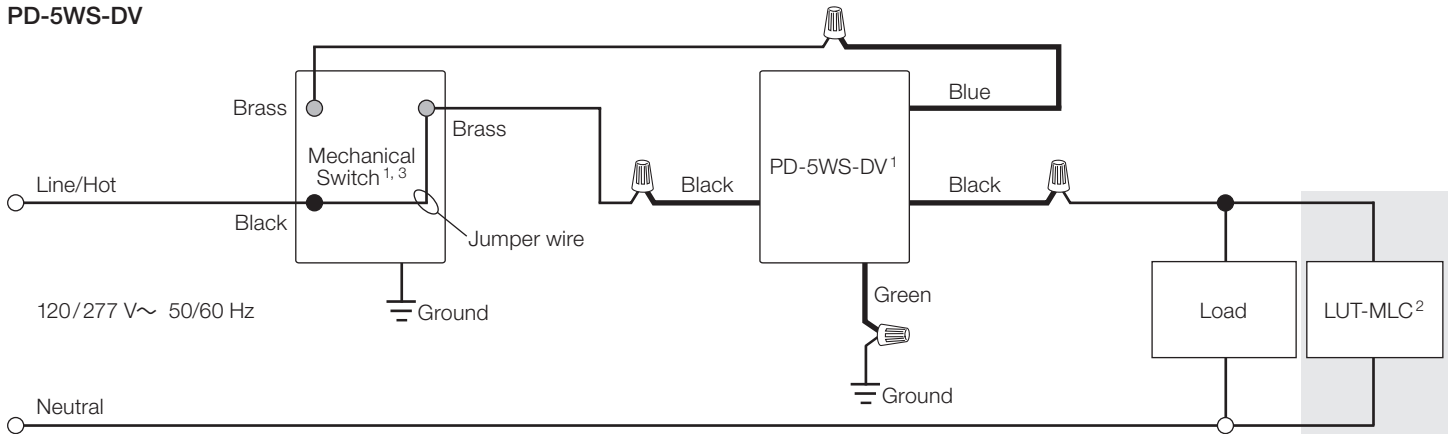 PD-5WS-DV
Blue
Brass
Brass
Mechanical
Switch 1, 3
PD-5WS-DV 1
Line/Hot
Black
Black
Black
Jumper wire
Green
120/277 V~ 50/60 Hz
Ground
Load
LUT-MLC 2
Ground
Neutral